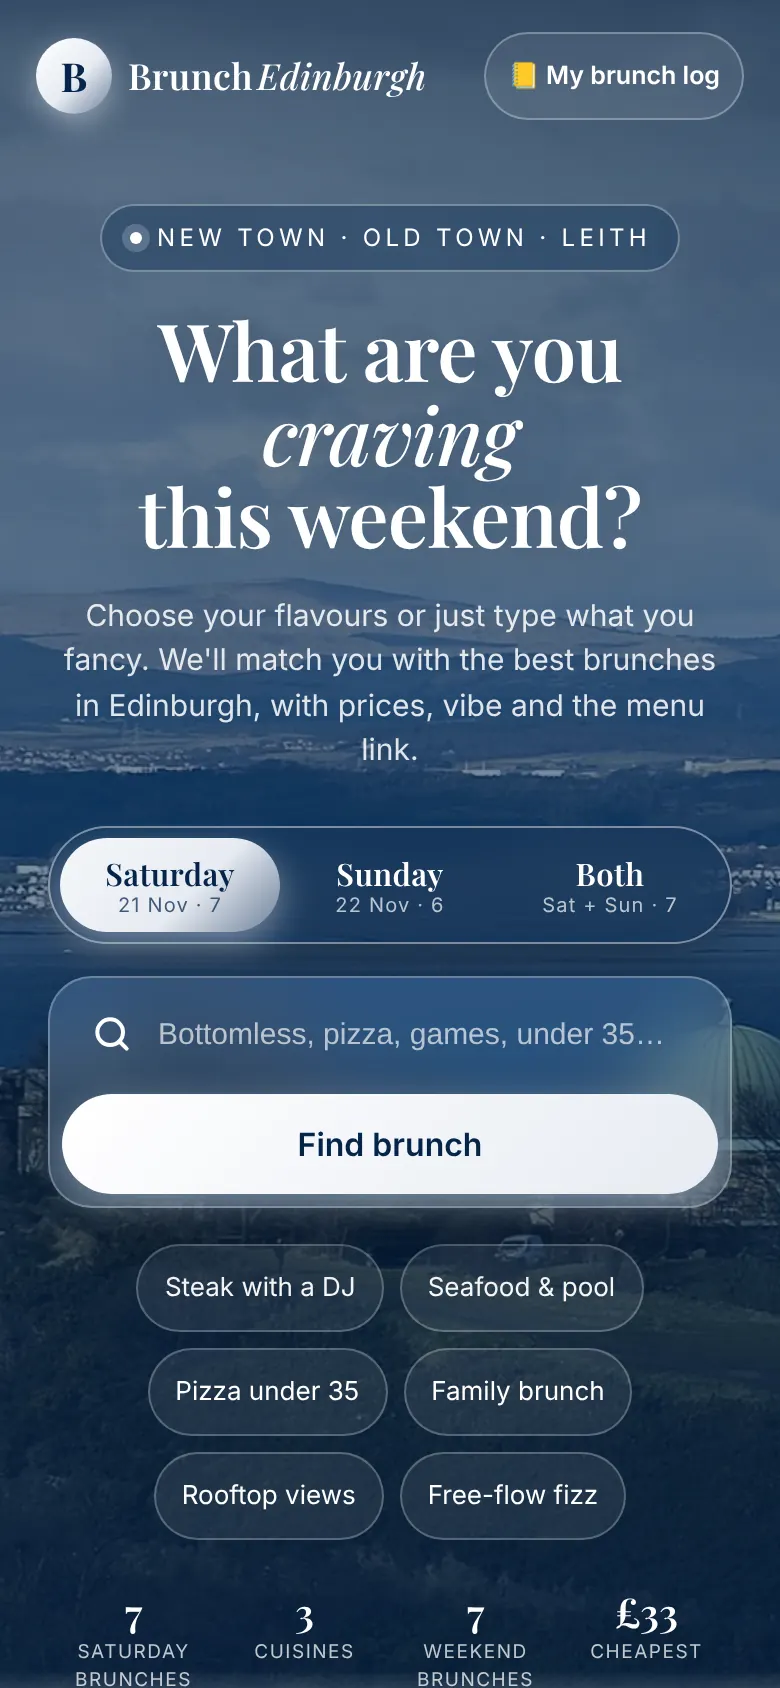 B
Brunch Edinburgh
📒 My brunch log
NEW TOWN · OLD TOWN · LEITH
What are you
craving
this weekend?
Choose your flavours or just type what you
fancy. We'll match you with the best brunches
in Edinburgh, with prices, vibe and the menu
link.
Saturday
21 Nov · 7
Sunday
22 Nov · 6
Both
Sat + Sun · 7
Bottomless, pizza, games, under 35...
Find brunch
Steak with a DJ
Seafood & pool
Pizza under 35
Family brunch
Rooftop views
Free-flow fizz
7
SATURDAY
BRUNCHES
3
CUISINES
7
WEEKEND
BRUNCHES
£33
CHEAPEST